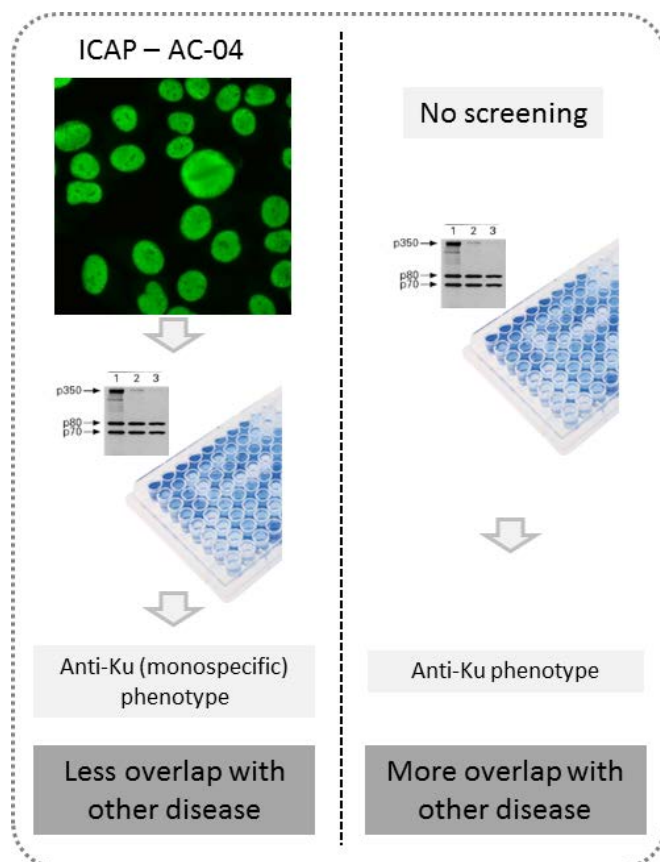 ICAP – AC-04
1 2 3
p350
p80
p70
Anti-Ku (monospecific)
phenotype
Less overlap with
other disease
No screening
1 2 3
p350
p80
p70
Anti-Ku phenotype
More overlap with
other disease